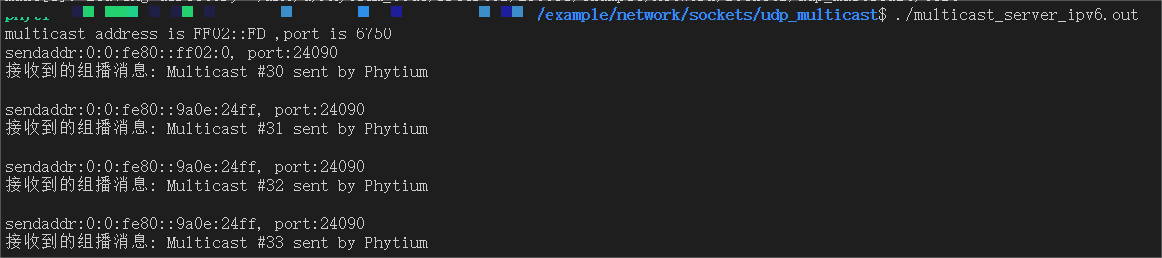 /example/network/sockets/udp_multicast$ ./multicast_server_ipv6.out
multicast address is FF02::FD ,port is 6750
sendaddr:0:0:fe80::ff02:0, port:24090
接收到的组播消息: Multicast #30 sent by Phytium
sendaddr:0:0:fe80::9a0e:24ff, port:24090
接收到的组播消息: Multicast #31 sent by Phytium
sendaddr:0:0:fe80::9a0e:24ff, port:24090
接收到的组播消息: Multicast #32 sent by Phytium
sendaddr:0:0:fe80::9a0e:24ff, port:24090
接收到的组播消息: Multicast #33 sent by Phytium